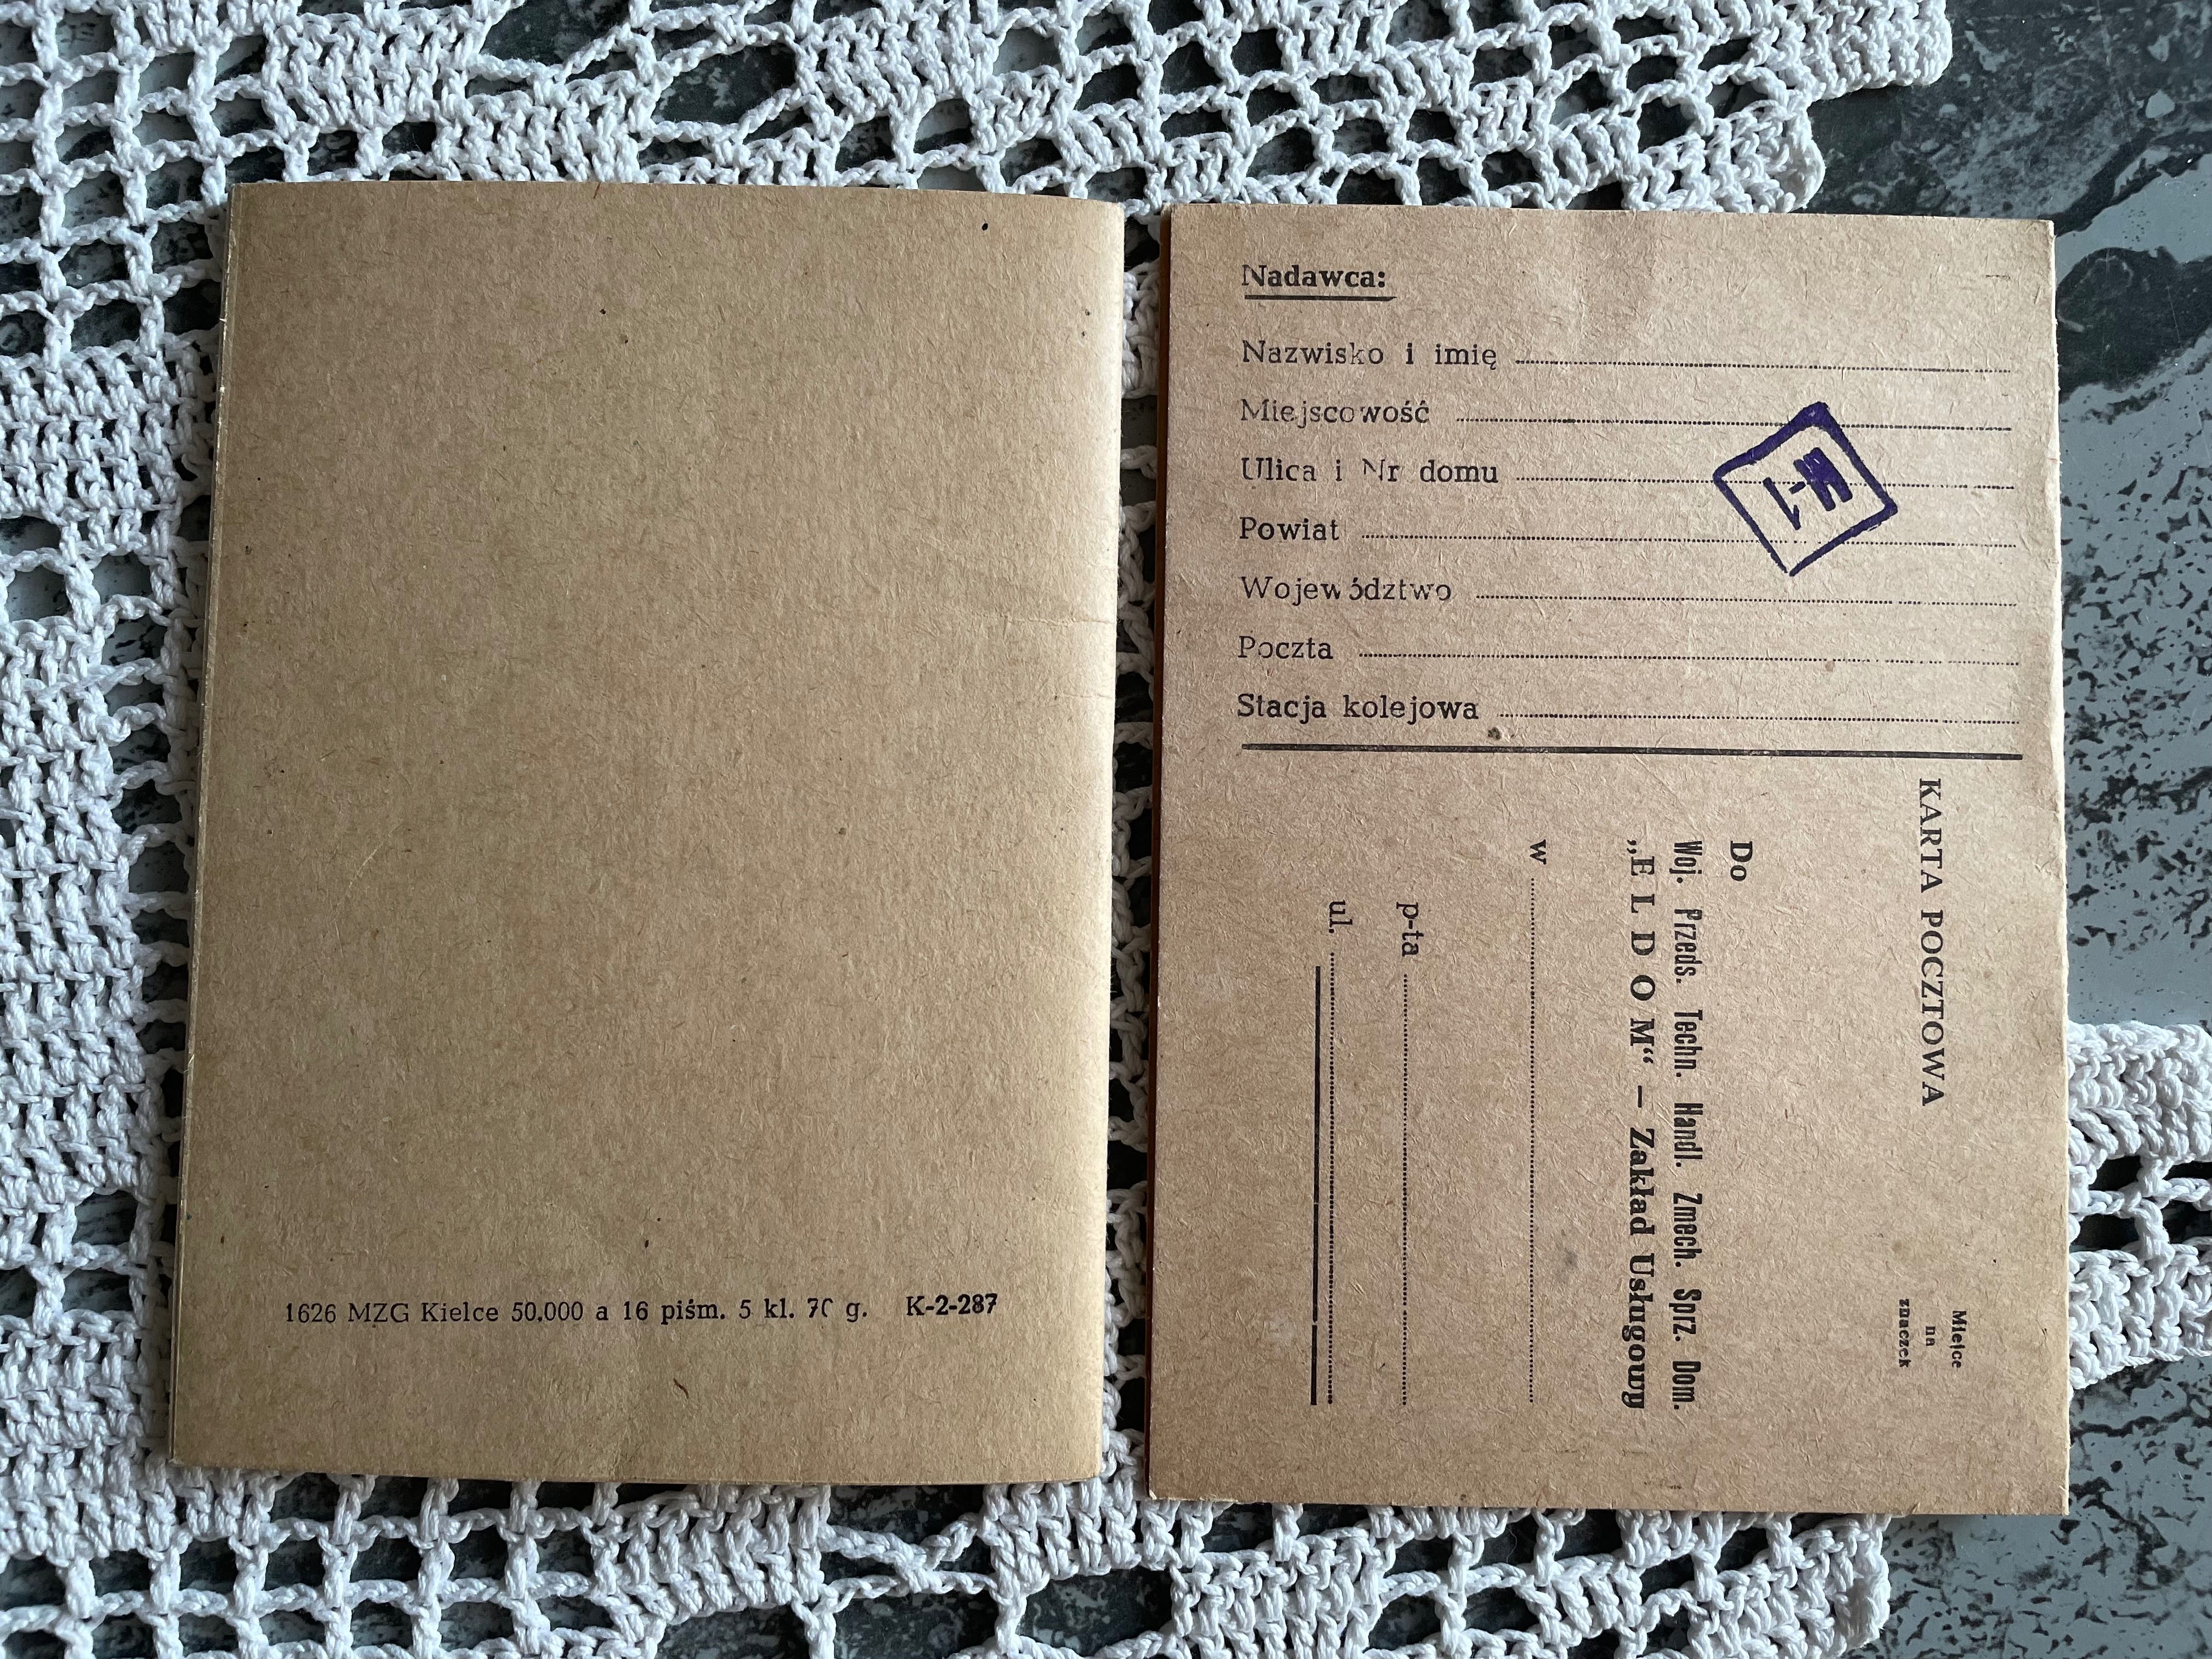 1626 MZG Kielce 50.000 a 16 piśm. 5 kl. 70 g. K-2-287
Nadawca:
Nazwisko i imię
Miejscowość
Ulica i Nr domu
Powiat
Województwo
Poczta
Stacja kolejowa
KARTA POCZTOWA
Miejce
na
znaczek
Do
Woj. Przeds. Techn. Handl. Zmech. Sprz. Dom.
„ELDOM“ — Zakład Usługowy
w
p-ta
ul.